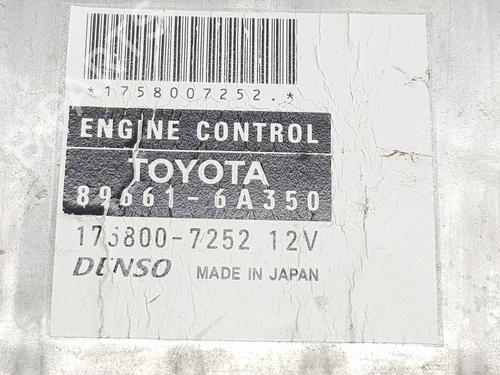 *1758007252.*
ENGINE CONTROL
TOYOTA
89661-6A350
175800-7252 12V
DENSO MADE IN JAPAN